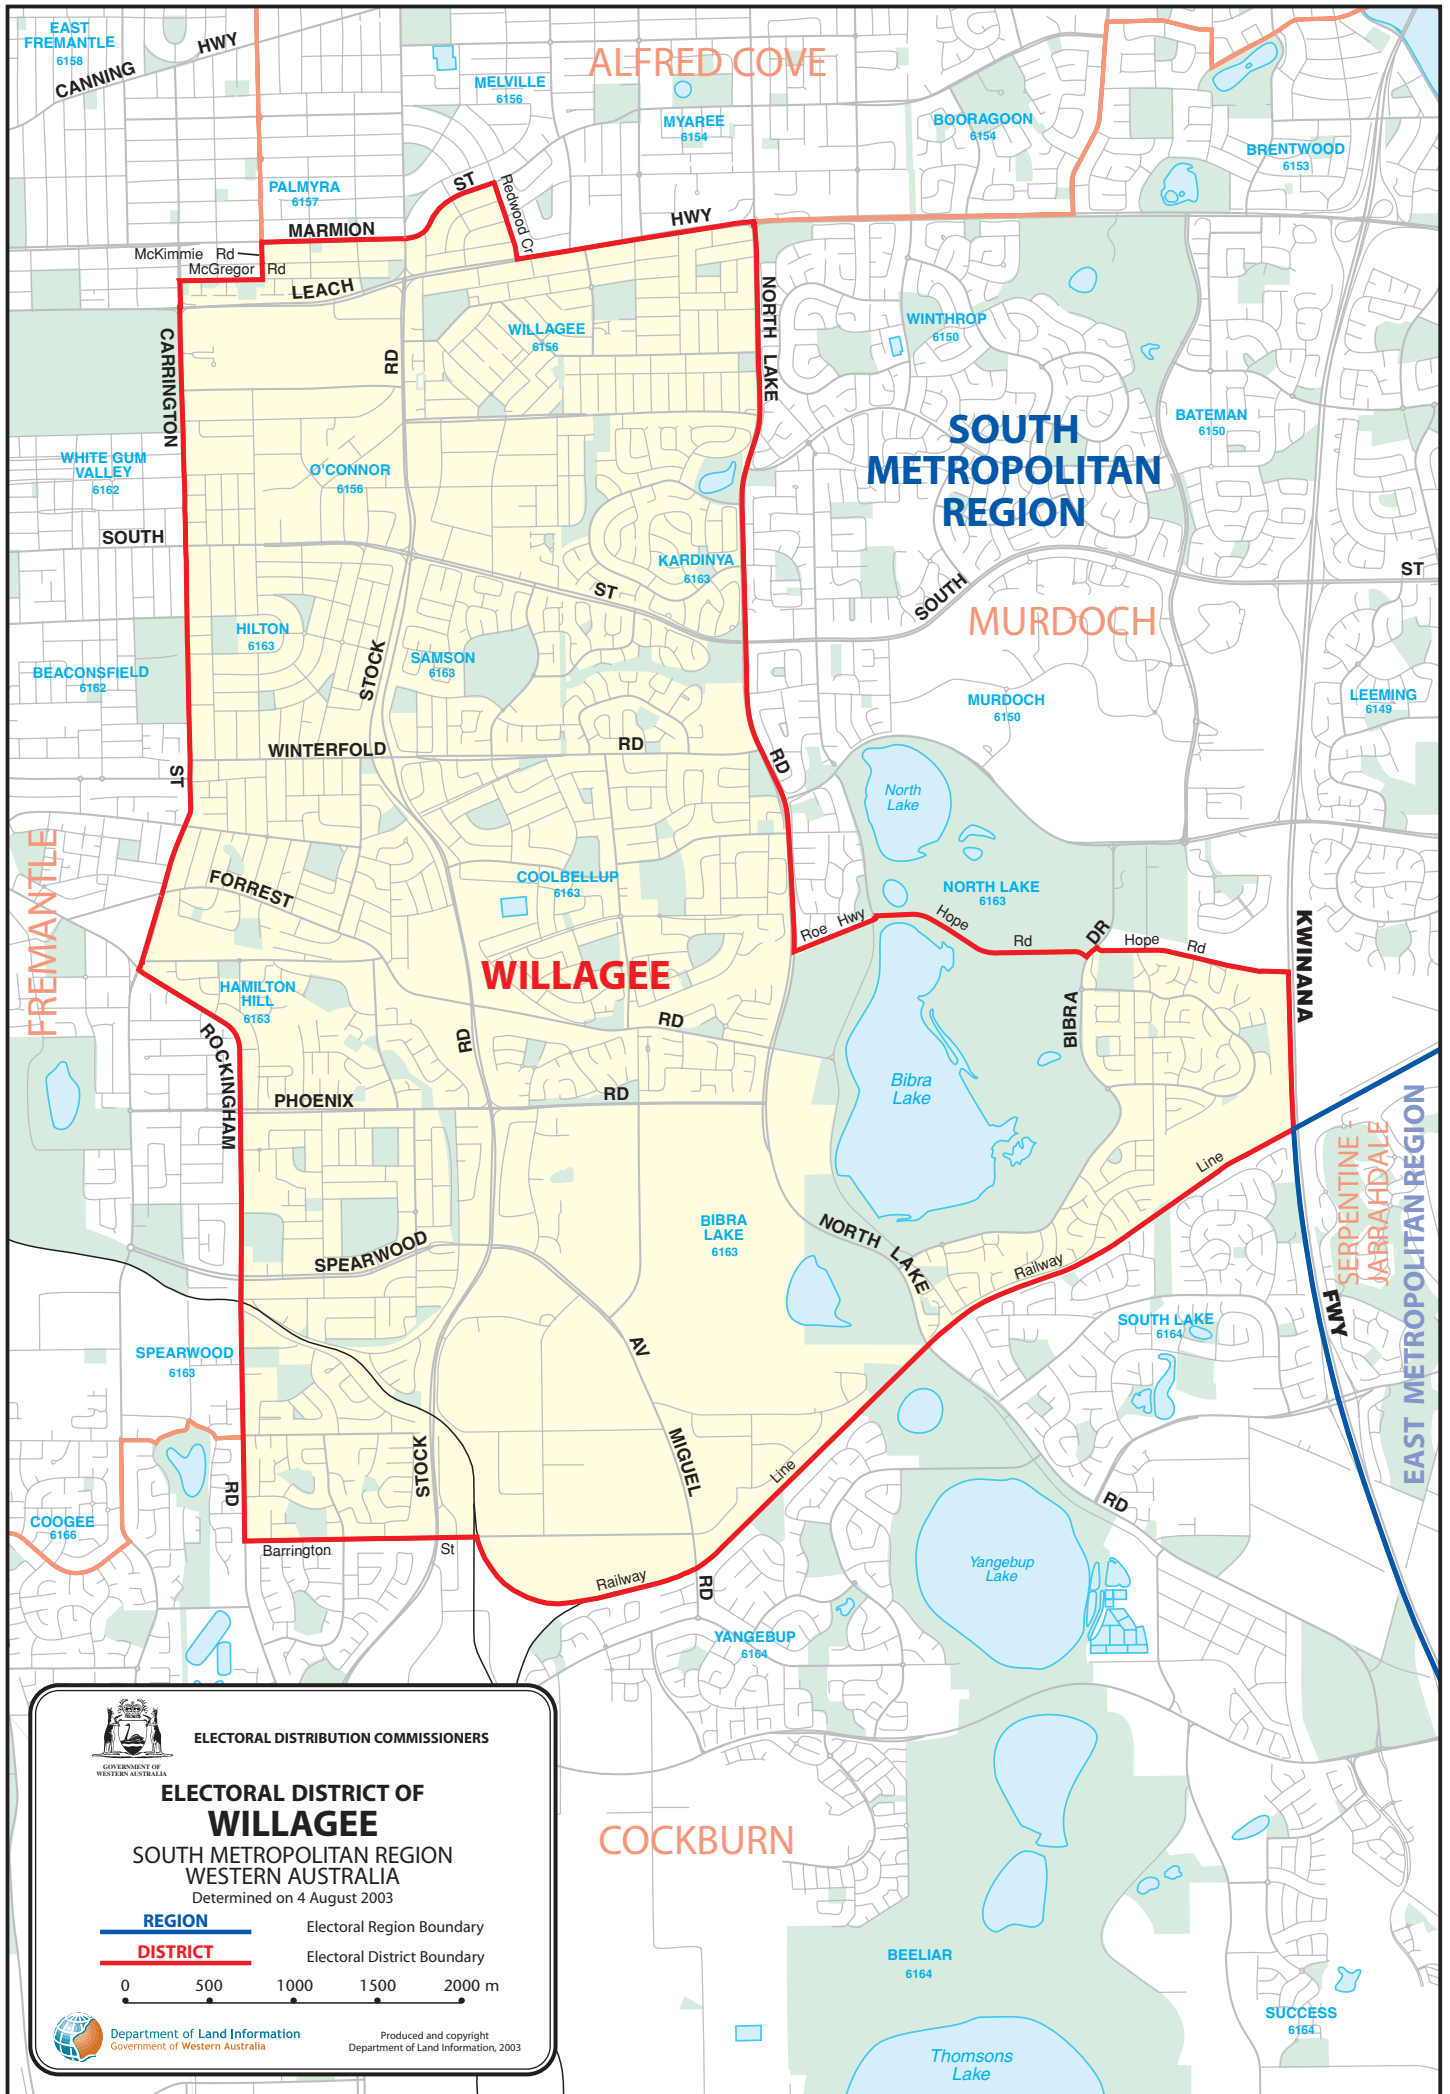 EAST
FREMANTLE
6158
CANNING HWY
MELVILLE
6156
ALFRED COVE
MYAREE
6154
BOORAGOON
6154
BRENTWOOD
6153
PALMYRA
6157
MARMION ST
Redwood Cr
HWY
McKimmie Rd
McGregor Rd
LEACH
CARRINGTON
RD
WILLAGEE
6156
NORTH LAKE
WINTHROP
6150
BATEMAN
6150
SOUTH
METROPOLITAN
REGION
WHITE GUM
VALLEY
6162
O'CONNOR
6156
SOUTH
KARDINYA
6163
ST
SOUTH
ST
MURDOCH
HILTON
6163
STOCK
SAMSON
6163
BEACONSFIELD
6162
MURDOCH
6150
LEEMING
6149
WINTERFOLD
RD
RD
ST
North
Lake
FREMANTLE
FORREST
COOLBELLUP
6163
NORTH LAKE
6163
Roe Hwy
Hope
Rd
DR
Hope Rd
KWINANA
WILLAGEE
HAMILTON
HILL
6163
ROCKINGHAM
RD
RD
BIBRA
Bibra
Lake
PHOENIX
RD
Line
SERPENTINE -
JARRAHDALE
EAST METROPOLITAN REGION
BIBRA
LAKE
6163
NORTH LAKE
SPEARWOOD
Railway
FWY
SOUTH LAKE
6164
SPEARWOOD
6163
AV
STOCK
MIGUEL
Line
RD
RD
COOGEE
6166
Barrington
St
Railway
RD
Yangebup
Lake
YANGEBUP
6164
GOVERNMENT OF
WESTERN AUSTRALIA
ELECTORAL DISTRIBUTION COMMISSIONERS
ELECTORAL DISTRICT OF
WILLAGEE
SOUTH METROPOLITAN REGION
WESTERN AUSTRALIA
Determined on 4 August 2003
REGION
Electoral Region Boundary
DISTRICT
Electoral District Boundary
0 500 1000 1500 2000 m
Department of Land Information
Government of Western Australia
Produced and copyright
Department of Land Information, 2003
COCKBURN
BEELIAR
6164
SUCCESS
6164
Thomsons
Lake